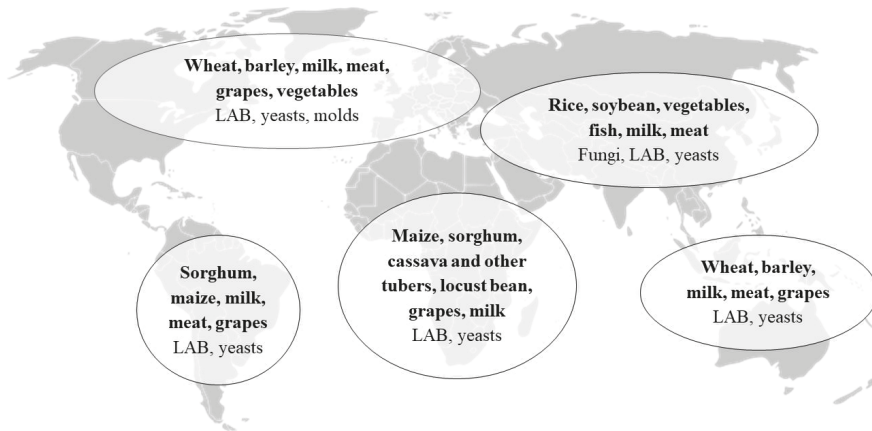 Wheat, barley, milk, meat,
grapes, vegetables
LAB, yeasts, molds
Rice, soybean, vegetables,
fish, milk, meat
Fungi, LAB, yeasts
Sorghum,
maize, milk,
meat, grapes
LAB, yeasts
Maize, sorghum,
cassava and other
tubers, locust bean,
grapes, milk
LAB, yeasts
Wheat, barley,
milk, meat, grapes
LAB, yeasts